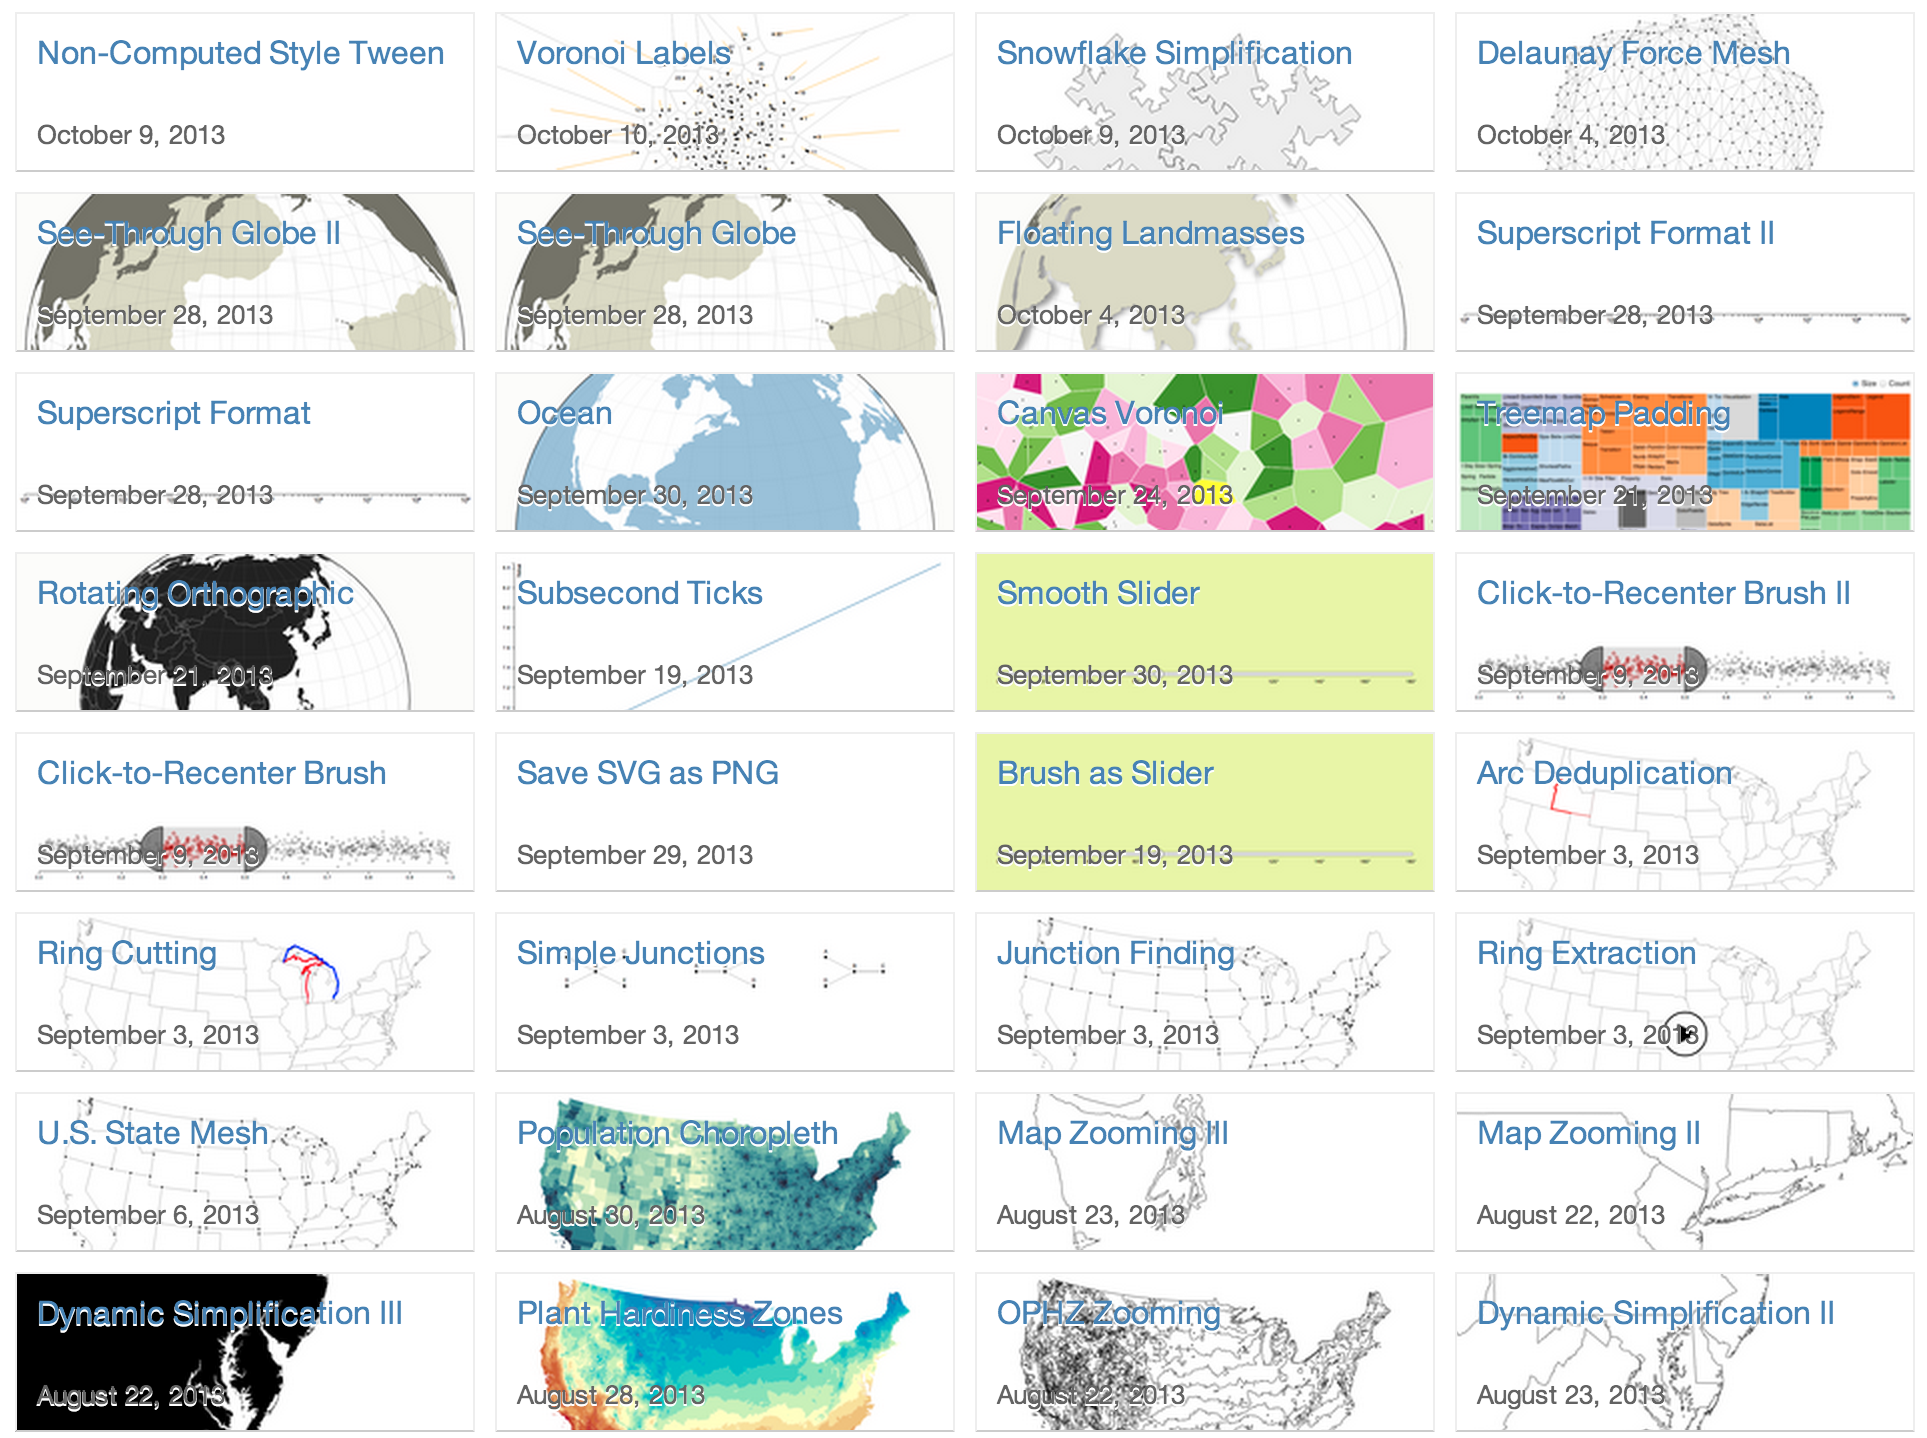 Non-Computed Style Tween
October 9, 2013
Voronoi Labels
October 10, 2013
Snowflake Simplification
October 9, 2013
Delaunay Force Mesh
October 4, 2013
See-Through Globe II
September 28, 2013
See-Through Globe
September 28, 2013
Floating Landmasses
October 4, 2013
Superscript Format II
September 28, 2013
Superscript Format
September 28, 2013
Ocean
September 30, 2013
Canvas Voronoi
September 24, 2013
Size Count
Treemap Padding
September 21, 2013
Rotating Orthographic
September 21, 2013
Subsecond Ticks
September 19, 2013
Smooth Slider
September 30, 2013
Click-to-Recenter Brush II
September 9, 2013
Click-to-Recenter Brush
September 9, 2013
Save SVG as PNG
September 29, 2013
Brush as Slider
September 19, 2013
Arc Deduplication
September 3, 2013
Ring Cutting
September 3, 2013
Simple Junctions
September 3, 2013
Junction Finding
September 3, 2013
Ring Extraction
September 3, 2013
U.S. State Mesh
September 6, 2013
Population Choropleth
August 30, 2013
Map Zooming III
August 23, 2013
Map Zooming II
August 22, 2013
Dynamic Simplification III
August 22, 2013
Plant Hardiness Zones
August 28, 2013
OPHZ Zooming
August 22, 2013
Dynamic Simplification II
August 23, 2013